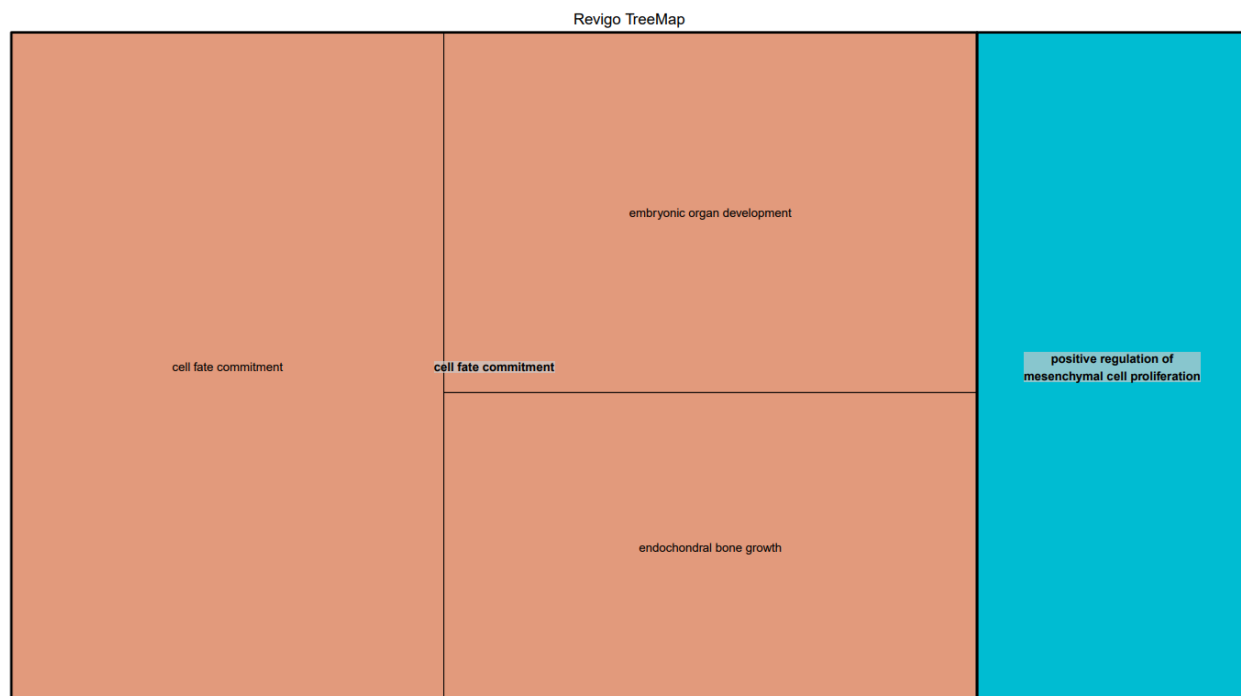 Revigo TreeMap
embryonic organ development
cell fate commitment
cell fate commitment
positive regulation of
mesenchymal cell proliferation
endochondral bone growth